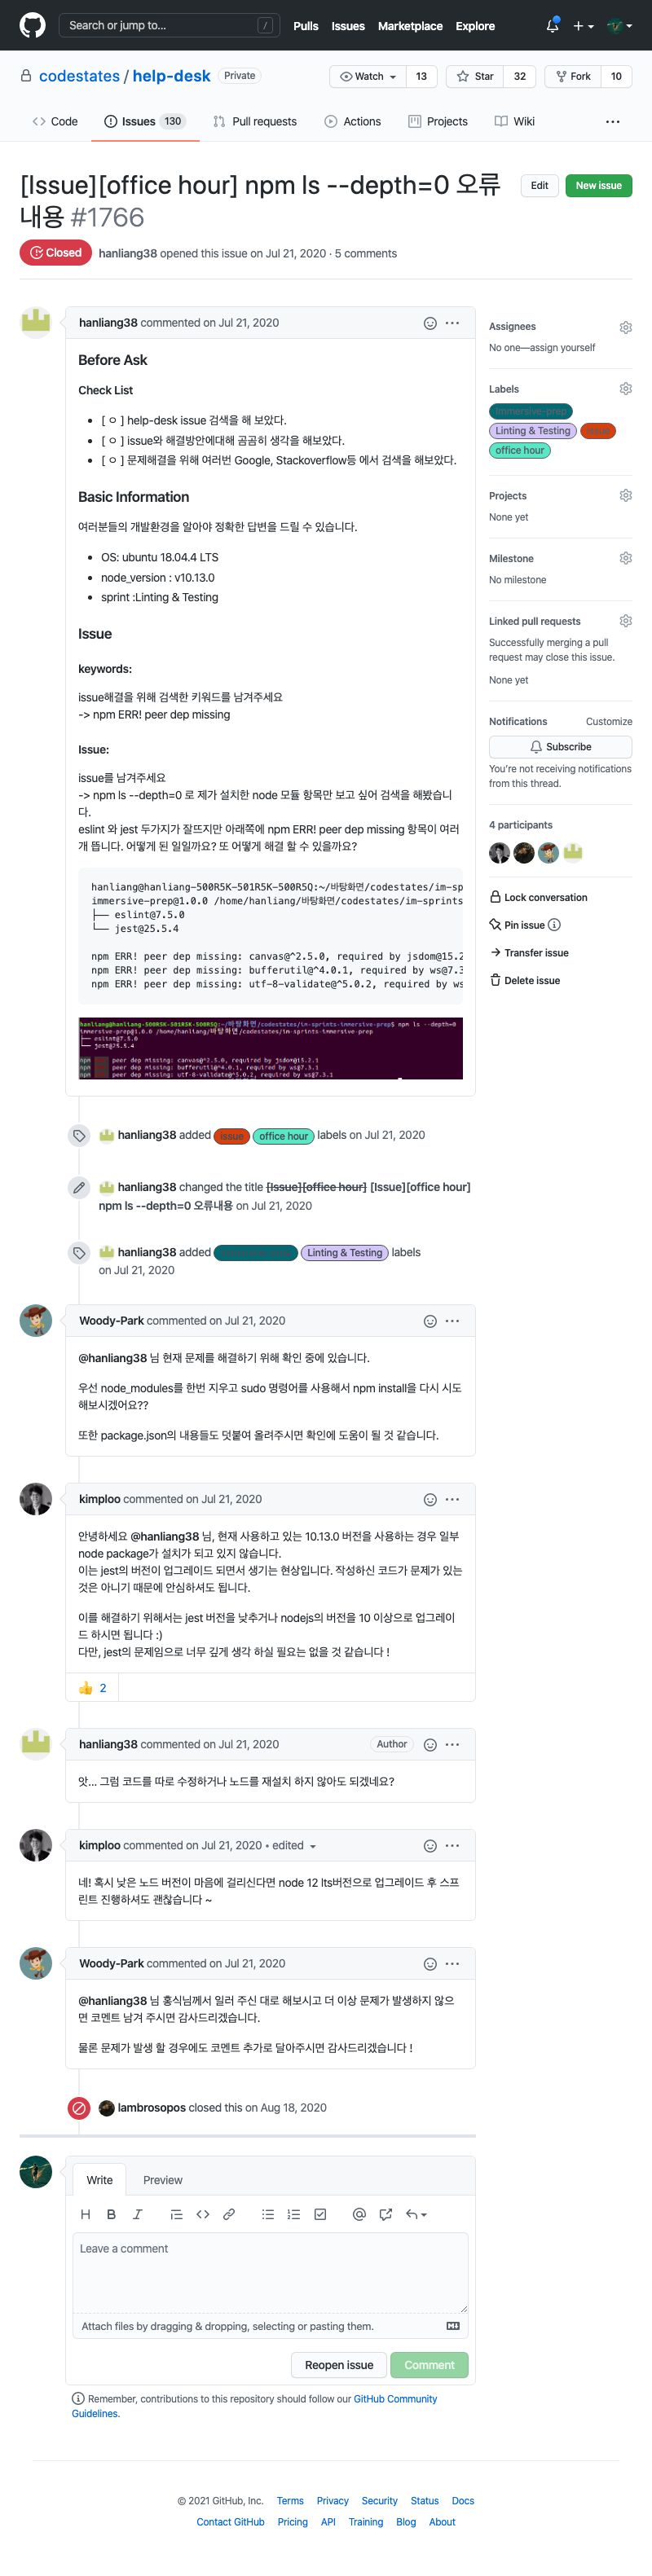 Search or jump to... /
Pulls Issues Marketplace Explore
codestates / help-desk Private
Watch 13 Star 32 Fork 10
Code Issues 130 Pull requests Actions Projects Wiki
[Issue][office hour] npm ls --depth=0 오류
내용 #1766
Edit New issue
Closed hanliang38 opened this issue on Jul 21, 2020 · 5 comments
hanliang38 commented on Jul 21, 2020
Before Ask
Check List
[ ㅇ ] help-desk issue 검색을 해 보았다.
[ ㅇ ] issue와 해결방안에대해 곰곰히 생각을 해보았다.
[ ㅇ ] 문제해결을 위해 여러번 Google, Stackoverflow등 에서 검색을 해보았다.
Basic Information
여러분들의 개발환경을 알아야 정확한 답변을 드릴 수 있습니다.
OS: ubuntu 18.04.4 LTS
node_version : v10.13.0
sprint :Linting & Testing
Issue
keywords:
issue해결을 위해 검색한 키워드를 남겨주세요
-> npm ERR! peer dep missing
Issue:
issue를 남겨주세요
-> npm ls --depth=0 로 제가 설치한 node 모듈 항목만 보고 싶어 검색을 해봤습니
다.
eslint 와 jest 두가지가 잘뜨지만 아래쪽에 npm ERR! peer dep missing 항목이 여러
개 뜹니다. 어떻게 된 일일까요? 또 어떻게 해결 할 수 있을까요?
hanliang@hanliang-500R5K-501R5K-500R5Q:~/바탕화면/codestates/im-sp
immersive-prep@1.0.0 /home/hanliang/바탕화면/codestates/im-sprints
├── eslint@7.5.0
└── jest@25.5.4
npm ERR! peer dep missing: canvas@^2.5.0, required by jsdom@15.2
npm ERR! peer dep missing: bufferutil@^4.0.1, required by ws@7.3
npm ERR! peer dep missing: utf-8-validate@^5.0.2, required by ws
hanliang@hanliang-500R5K-501R5K-500R5Q:~/바탕화면/codestates/im-sprints-immersive-prep$ npm ls --depth=0
immersive-prep@1.0.0 /home/hanliang/바탕화면/codestates/im-sprints-immersive-prep
├── eslint@7.5.0
└── jest@25.5.4
npm peer dep missing: canvas@^2.5.0, required by jsdom@15.2.1
npm peer dep missing: bufferutil@^4.0.1, required by ws@7.3.1
npm peer dep missing: utf-8-validate@^5.0.2, required by ws@7.3.1
hanliang38 added issue office hour labels on Jul 21, 2020
hanliang38 changed the title [Issue][office hour] [Issue][office hour]
npm ls --depth=0 오류내용 on Jul 21, 2020
hanliang38 added Linting & Testing labels
on Jul 21, 2020
Woody-Park commented on Jul 21, 2020
@hanliang38 님 현재 문제를 해결하기 위해 확인 중에 있습니다.
우선 node_modules를 한번 지우고 sudo 명령어를 사용해서 npm install을 다시 시도
해보시겠어요??
또한 package.json의 내용들도 덧붙여 올려주시면 확인에 도움이 될 것 같습니다.
kimploo commented on Jul 21, 2020
안녕하세요 @hanliang38 님, 현재 사용하고 있는 10.13.0 버전을 사용하는 경우 일부
node package가 설치가 되고 있지 않습니다.
이는 jest의 버전이 업그레이드 되면서 생기는 현상입니다. 작성하신 코드가 문제가 있는
것은 아니기 때문에 안심하셔도 됩니다.
이를 해결하기 위해서는 jest 버전을 낮추거나 nodejs의 버전을 10 이상으로 업그레이
드 하시면 됩니다 :)
다만, jest의 문제임으로 너무 깊게 생각 하실 필요는 없을 것 같습니다 !
👍 2
hanliang38 commented on Jul 21, 2020 Author
앗... 그럼 코드를 따로 수정하거나 노드를 재설치 하지 않아도 되겠네요?
kimploo commented on Jul 21, 2020 • edited
네! 혹시 낮은 노드 버전이 마음에 걸리신다면 node 12 lts버전으로 업그레이드 후 스프
린트 진행하셔도 괜찮습니다 ~
Woody-Park commented on Jul 21, 2020
@hanliang38 님 홍식님께서 일러 주신 대로 해보시고 더 이상 문제가 발생하지 않으
면 코멘트 남겨 주시면 감사드리겠습니다.
물론 문제가 발생 할 경우에도 코멘트 추가로 달아주시면 감사드리겠습니다 !
lambrosopos closed this on Aug 18, 2020
Write Preview
Leave a comment
Attach files by dragging & dropping, selecting or pasting them.
Reopen issue Comment
Remember, contributions to this repository should follow our GitHub Community
Guidelines.
Assignees
No one—assign yourself
Labels
immersive-prep
Linting & Testing issue
office hour
Projects
None yet
Milestone
No milestone
Linked pull requests
Successfully merging a pull
request may close this issue.
None yet
Notifications Customize
Subscribe
You're not receiving notifications
from this thread.
4 participants
Lock conversation
Pin issue
Transfer issue
Delete issue
© 2021 GitHub, Inc. Terms Privacy Security Status Docs
Contact GitHub Pricing API Training Blog About